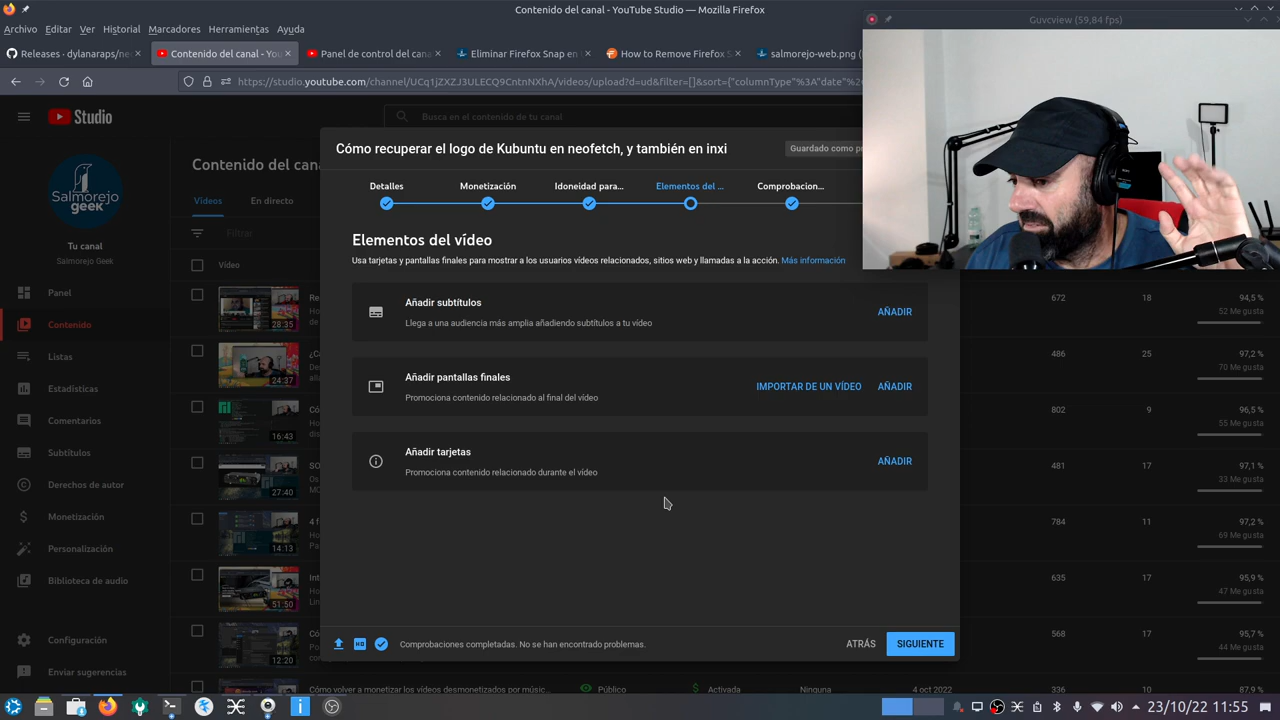 Contenido del canal - YouTube Studio — Mozilla Firefox
Archivo Editar Ver Historial Marcadores Herramientas Ayuda
Guvcview (59,84 fps)
Releases · dylanaraps/ne
Contenido del canal - You
Panel de control del cana
Eliminar Firefox Snap en
How to Remove Firefox S
salmorejo-web.png (
https://studio.youtube.com/channel/UCq1jZXZJ3ULECQ9CntnNXhA/videos/upload?d=ud&filter=[]&sort={"columnType"%3A"date"%2
Studio
Busca en el contenido de tu canal
Salmorejo geek
Tu canal
Salmorejo Geek
Panel
Contenido
Listas
Estadísticas
Comentarios
Subtítulos
Derechos de autor
Monetización
Personalización
Biblioteca de audio
Configuración
Enviar sugerencias
Contenido del cana
Vídeos En directo
Filtrar
Vídeo
28:35
24:37
16:43
27:40
14:13
51:50
12:20
Cómo recuperar el logo de Kubuntu en neofetch, y también en inxi
Guardado como
Detalles Monetización Idoneidad para... Elementos del ... Comprobacion...
Elementos del vídeo
Usa tarjetas y pantallas finales para mostrar a los usuarios vídeos relacionados, sitios web y llamadas a la acción. Más información
Añadir subtítulos
Llega a una audiencia más amplia añadiendo subtítulos a tu vídeo
AÑADIR
Añadir pantallas finales
Promociona contenido relacionado al final del vídeo
IMPORTAR DE UN VÍDEO AÑADIR
Añadir tarjetas
Promociona contenido relacionado durante el vídeo
AÑADIR
HD
Comprobaciones completadas. No se han encontrado problemas.
ATRÁS SIGUIENTE
672 18 94,5 %
52 Me gusta
486 25 97,2 %
70 Me gusta
802 9 96,5 %
55 Me gusta
481 17 97,1 %
33 Me gusta
784 11 97,2 %
69 Me gusta
635 17 95,9 %
47 Me gusta
568 17 95,7 %
44 Me gusta
Cómo volver a monetizar los vídeos desmonetizados por músic... Público Activada Ninguna 4 oct 2022 336 10 87,9 %
23/10/22 11:55